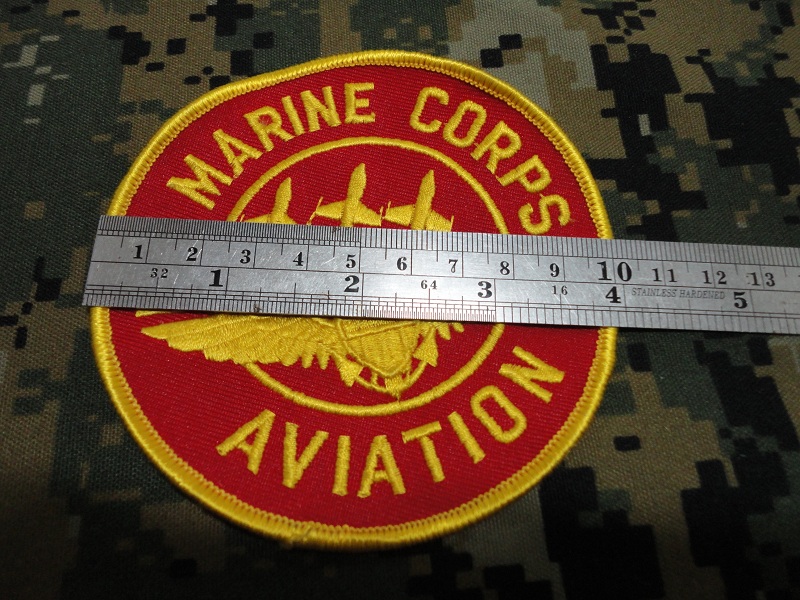 MARINE CORPS
1 2 3 4 5 6 7 8 9 10 11 12 13
32 1 2 64 3 16 4 STAINLESS HARDENED 5
AVIATION